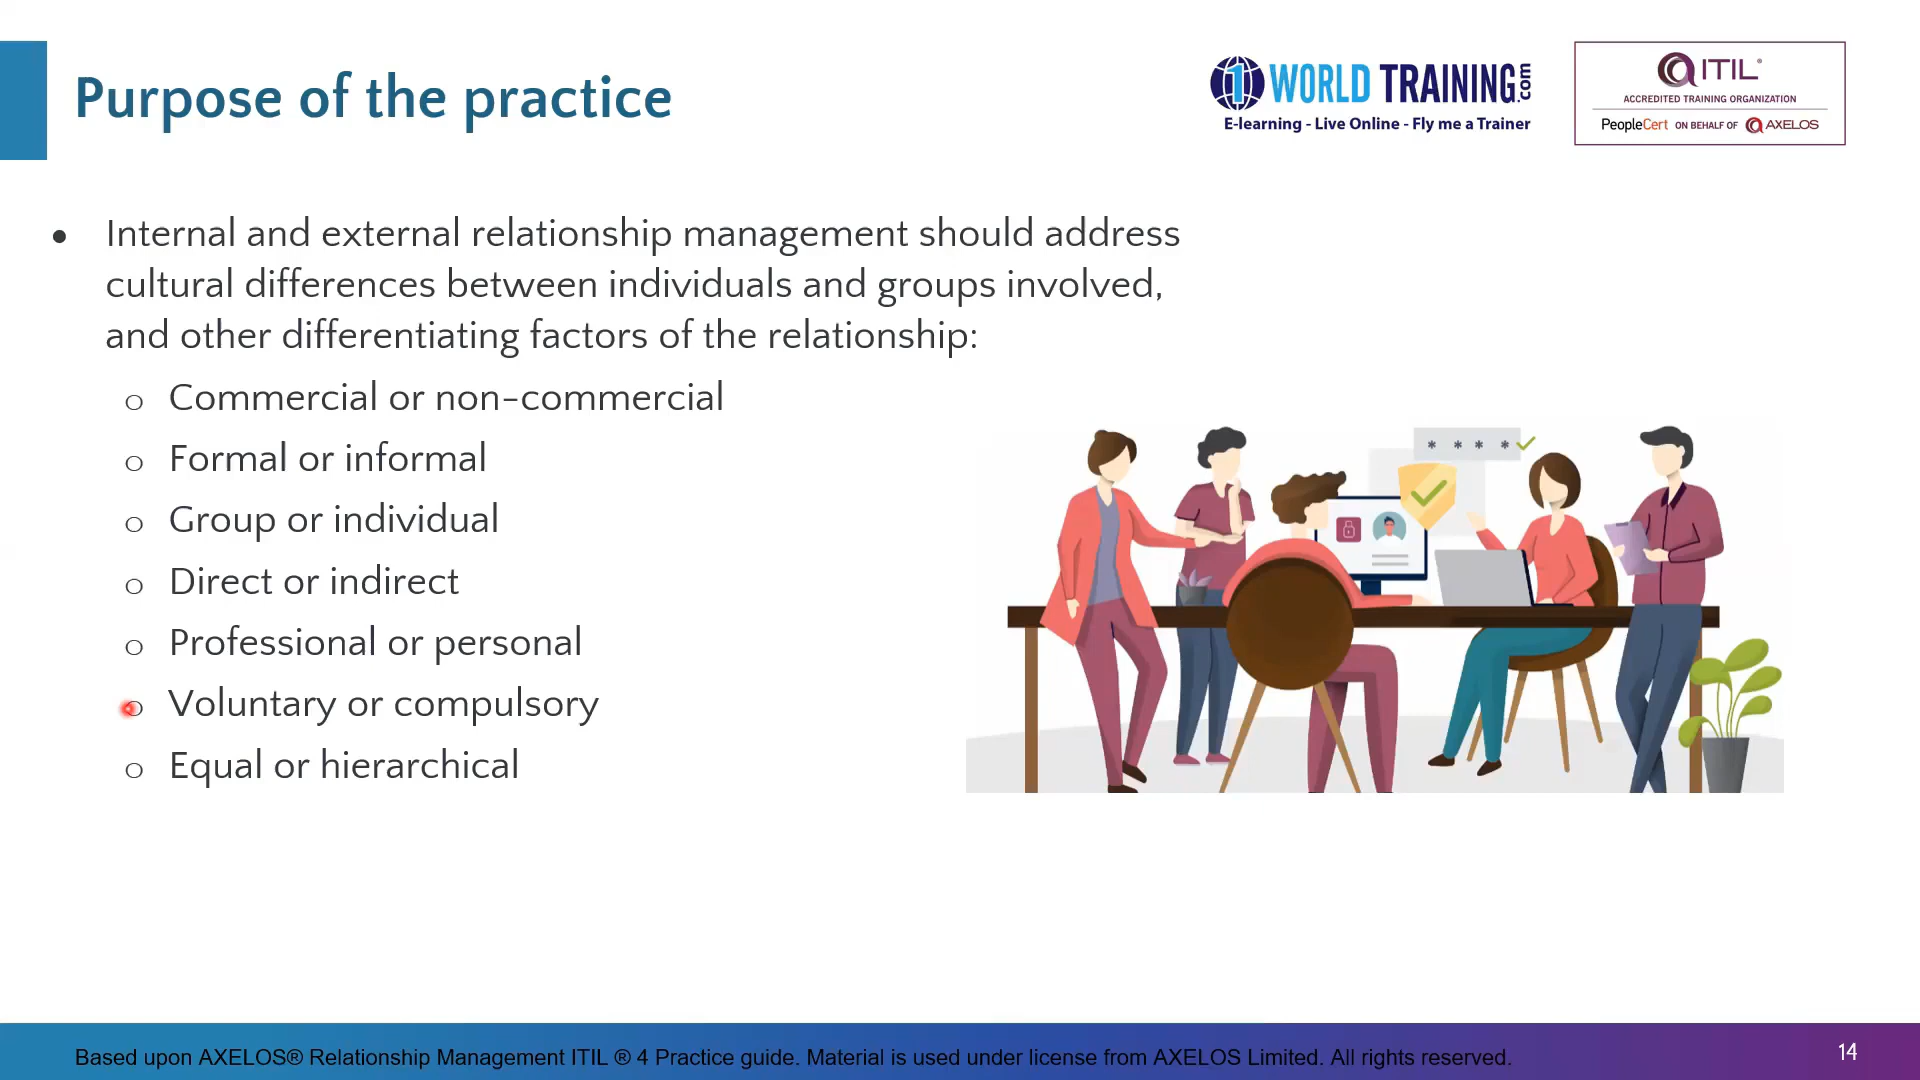 Purpose of the practice
1 WORLD TRAINING.com
E-learning - Live Online - Fly me a Trainer
ITIL®
ACCREDITED TRAINING ORGANIZATION
PeopleCert ON BEHALF OF AXELOS
• Internal and external relationship management should address
cultural differences between individuals and groups involved,
and other differentiating factors of the relationship:
o Commercial or non-commercial
o Formal or informal
o Group or individual
o Direct or indirect
o Professional or personal
o Voluntary or compulsory
o Equal or hierarchical
* * * *
Based upon AXELOS® Relationship Management ITIL ® 4 Practice guide. Material is used under license from AXELOS Limited. All rights reserved.
14